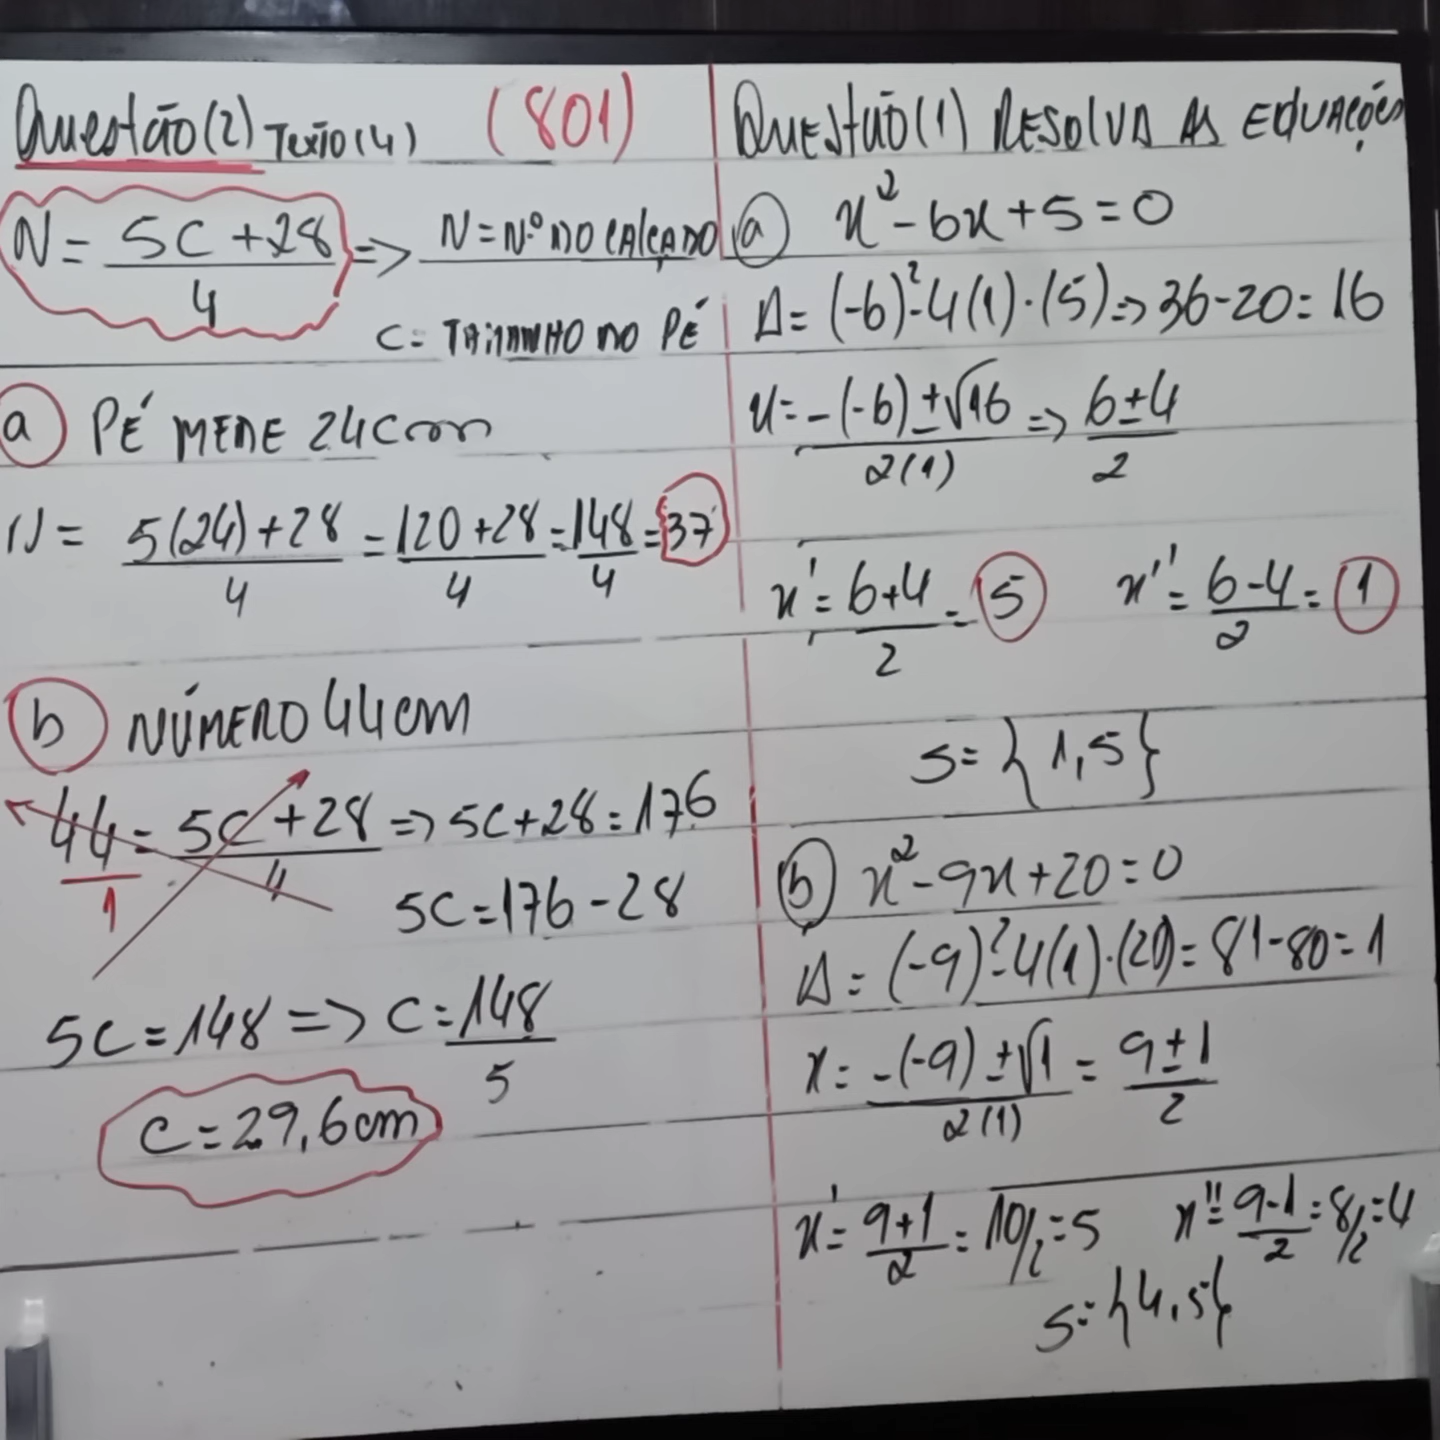 Questão(2) Texto(4) (801)
N = 5C + 28 / 4 => N = Nº DO CALÇADO
C = TAMANHO DO PÉ
a PÉ MEDE 24cm
N = 5(24) + 28 / 4 = 120 + 28 / 4 = 148 / 4 = 37
b NÚMERO 44cm
44 / 1 = 5C + 28 / 4 => 5C + 28 = 176
5C = 176 - 28
5C = 148 => C = 148 / 5
C = 29,6cm
QUESTÃO(1) RESOLVA AS EQUAÇÕES
a x² - 6x + 5 = 0
Δ = (-6)² - 4(1)·(5) => 36 - 20 = 16
x = -(-6) ± √16 / 2(1) => 6 ± 4 / 2
x' = 6 + 4 / 2 = 5 x'' = 6 - 4 / 2 = 1
S = {1,5}
b x² - 9x + 20 = 0
Δ = (-9)² - 4(1)·(20) = 81 - 80 = 1
x = -(-9) ± √1 / 2(1) = 9 ± 1 / 2
x' = 9 + 1 / 2 = 10/2 = 5 x'' = 9 - 1 / 2 = 8/2 = 4
S = {4,5}